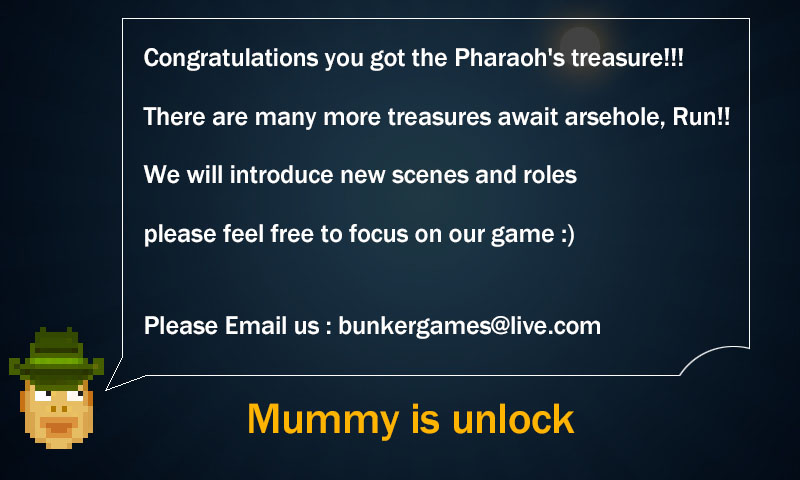 Congratulations you got the Pharaoh's treasure!!!
There are many more treasures await arsehole, Run!!
We will introduce new scenes and roles
please feel free to focus on our game :)
Please Email us : bunkergames@live.com
Mummy is unlock